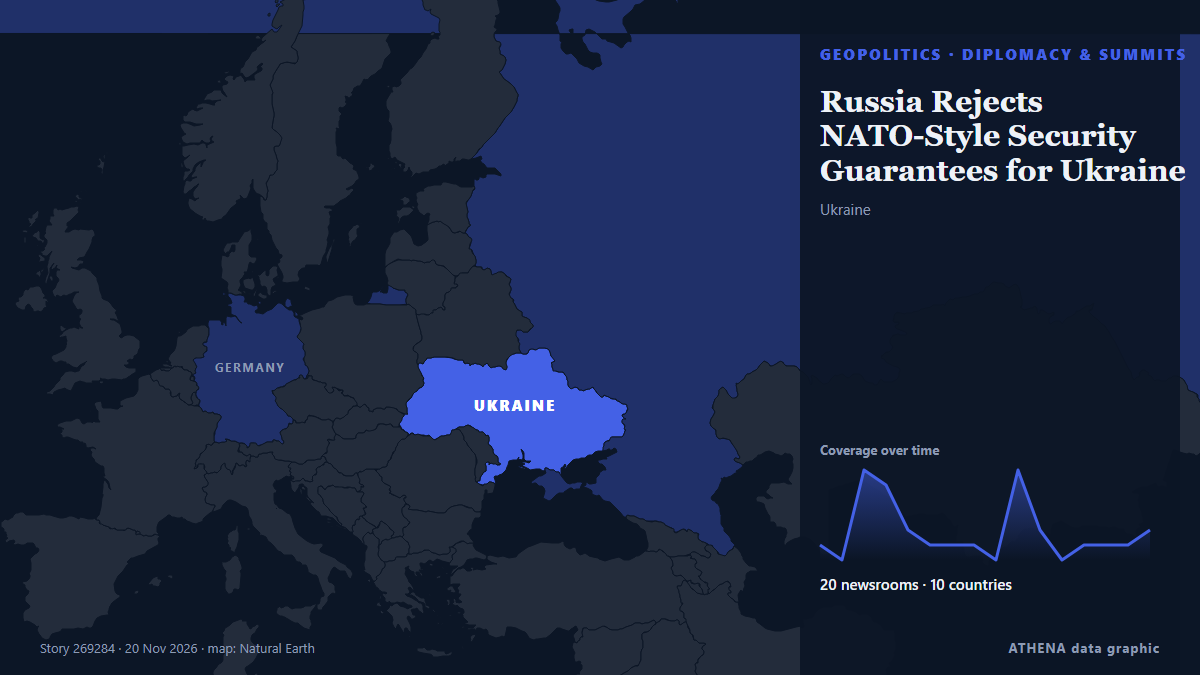 GEOPOLITICS · DIPLOMACY & SUMMITS
Russia Rejects
NATO-Style Security
Guarantees for Ukraine
Ukraine
GERMANY
UKRAINE
Coverage over time
20 newsrooms · 10 countries
Story 269284 · 20 Nov 2026 · map: Natural Earth
ATHENA data graphic